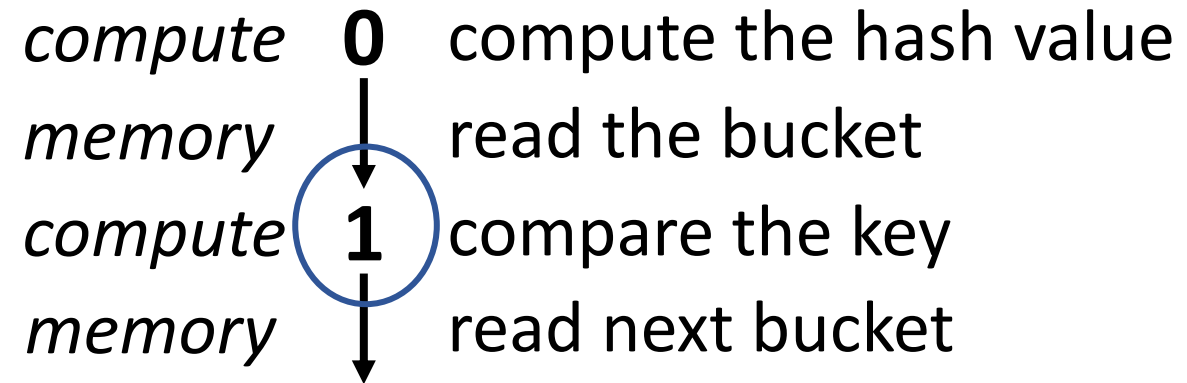 compute 0 compute the hash value
memory read the bucket
compute 1 compare the key
memory read next bucket